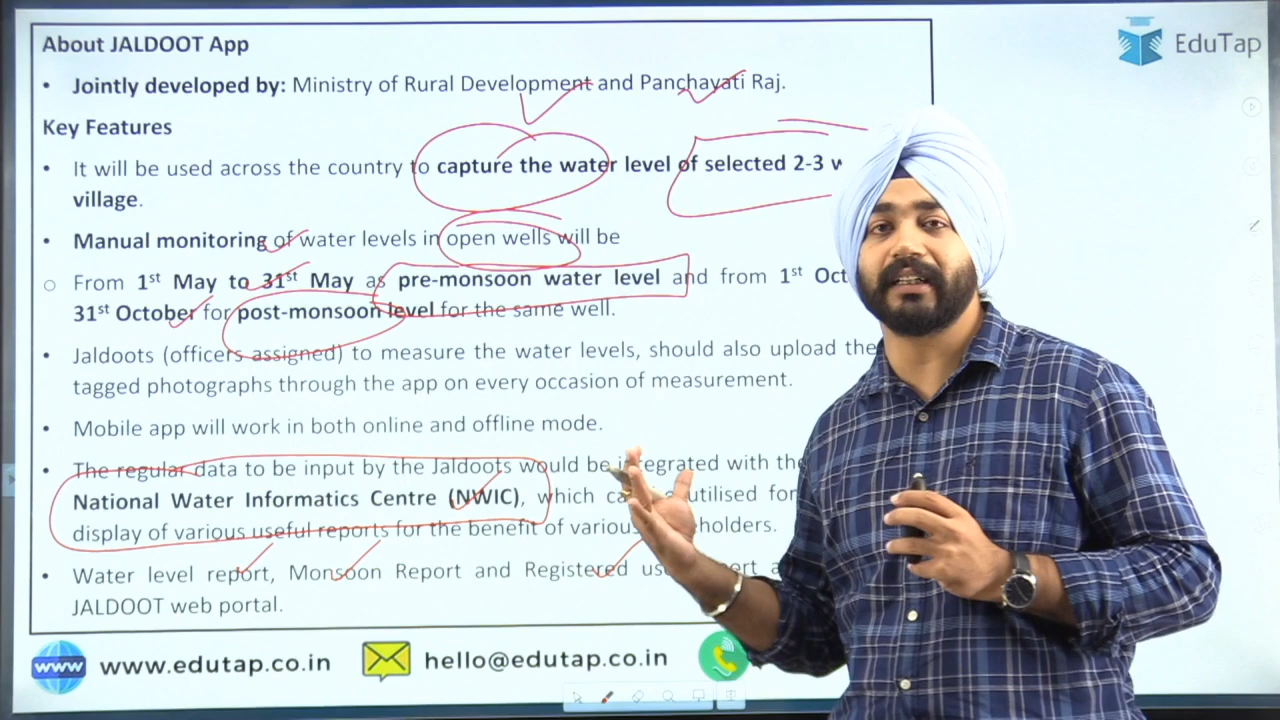 About JALDOOT App
EduTap
• Jointly developed by: Ministry of Rural Development and Panchayati Raj.
Key Features
• It will be used across the country to capture the water level of selected 2-3
village.
• Manual monitoring of water levels in open wells will be
○ From 1st May to 31st May as pre-monsoon water level and from 1st Oct
31st October for post-monsoon level for the same well.
• Jaldoots (officers assigned) to measure the water levels, should also upload the
tagged photographs through the app on every occasion of measurement.
• Mobile app will work in both online and offline mode.
• The regular data to be input by the Jaldoots would be integrated with the
National Water Informatics Centre (NWIC), which utilised for
display of various useful reports for the benefit of various holders.
• Water level report, Monsoon Report and Registered
JALDOOT web portal.
www www.edutap.co.in hello@edutap.co.in